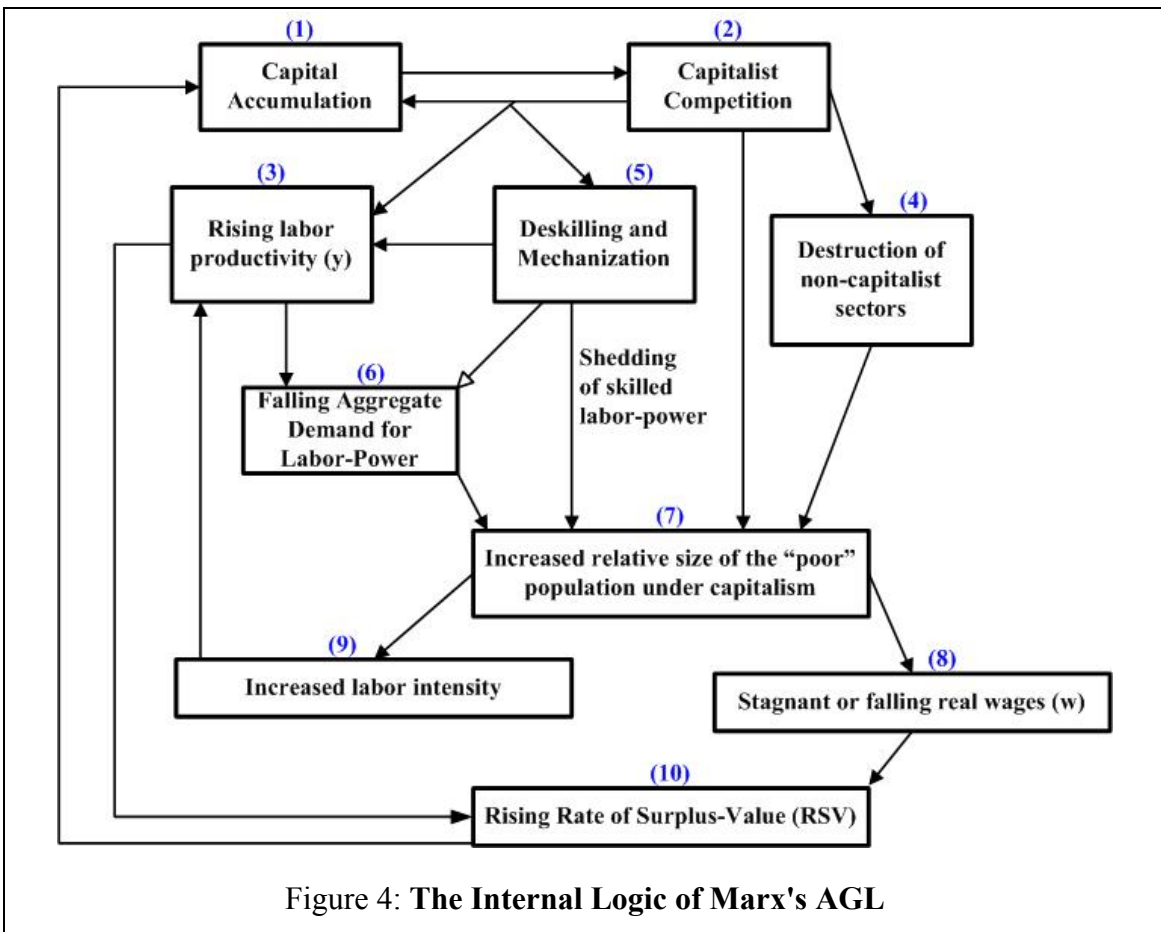 (1)
Capital
Accumulation
(2)
Capitalist
Competition
(3)
Rising labor
productivity (y)
(5)
Deskilling and
Mechanization
(4)
Destruction of
non-capitalist
sectors
(6)
Falling Aggregate
Demand for
Labor-Power
Shedding
of skilled
labor-power
(7)
Increased relative size of the “poor”
population under capitalism
(9)
Increased labor intensity
(8)
Stagnant or falling real wages (w)
(10)
Rising Rate of Surplus-Value (RSV)
Figure 4: The Internal Logic of Marx's AGL